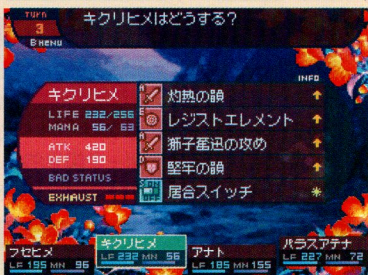 TURN
3
B MENU
キクリヒメはどうする?
INFO
キクリヒメ
LIFE 232/256
MANA 56/ 63
ATK 420
DEF 190
BAD STATUS
EXHAUST
灼熱の韻
レジストエレメント
獅子奮迅の攻め
堅牢の韻
ON
OFF
居合スイッチ
フセヒメ
LF 195 MN 96
キクリヒメ
LF 232 MN 56
アナト
LF 185 MN 155
パラスアテナ
LF 227 MN 72